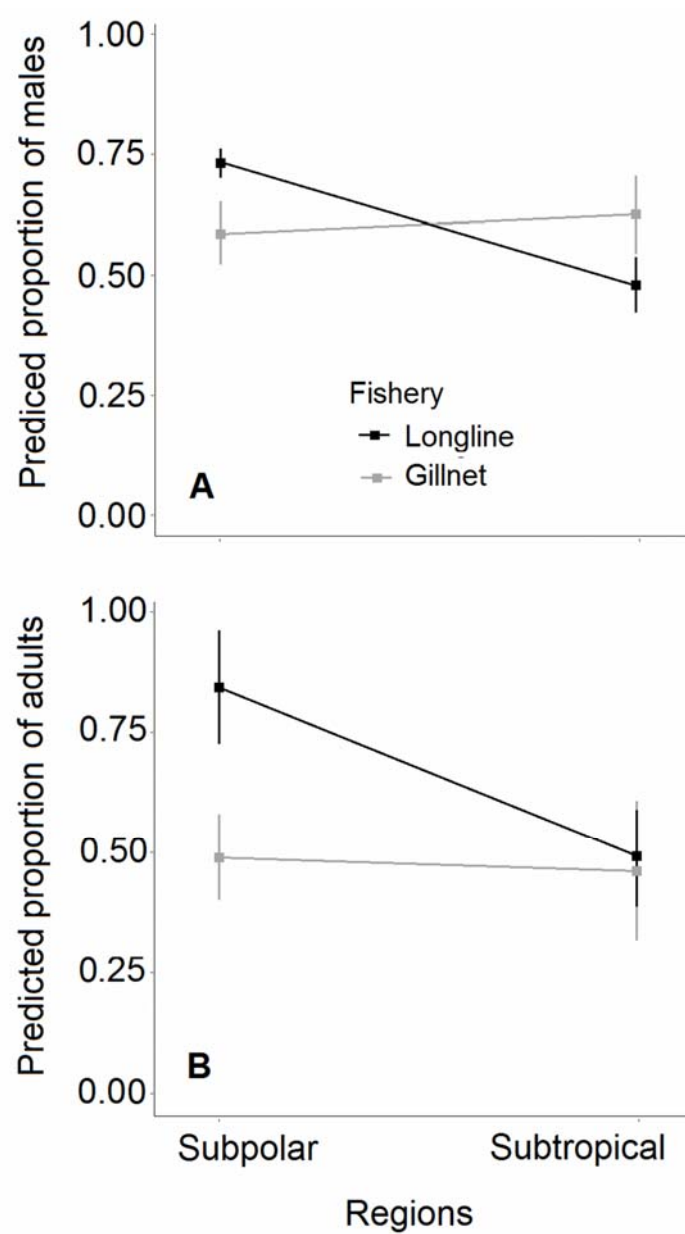 Prediced proportion of males
1.00
0.75
0.50
0.25
0.00
Fishery
Longline
Gillnet
A
Predicted proportion of adults
1.00
0.75
0.50
0.25
0.00
B
Subpolar Subtropical
Regions